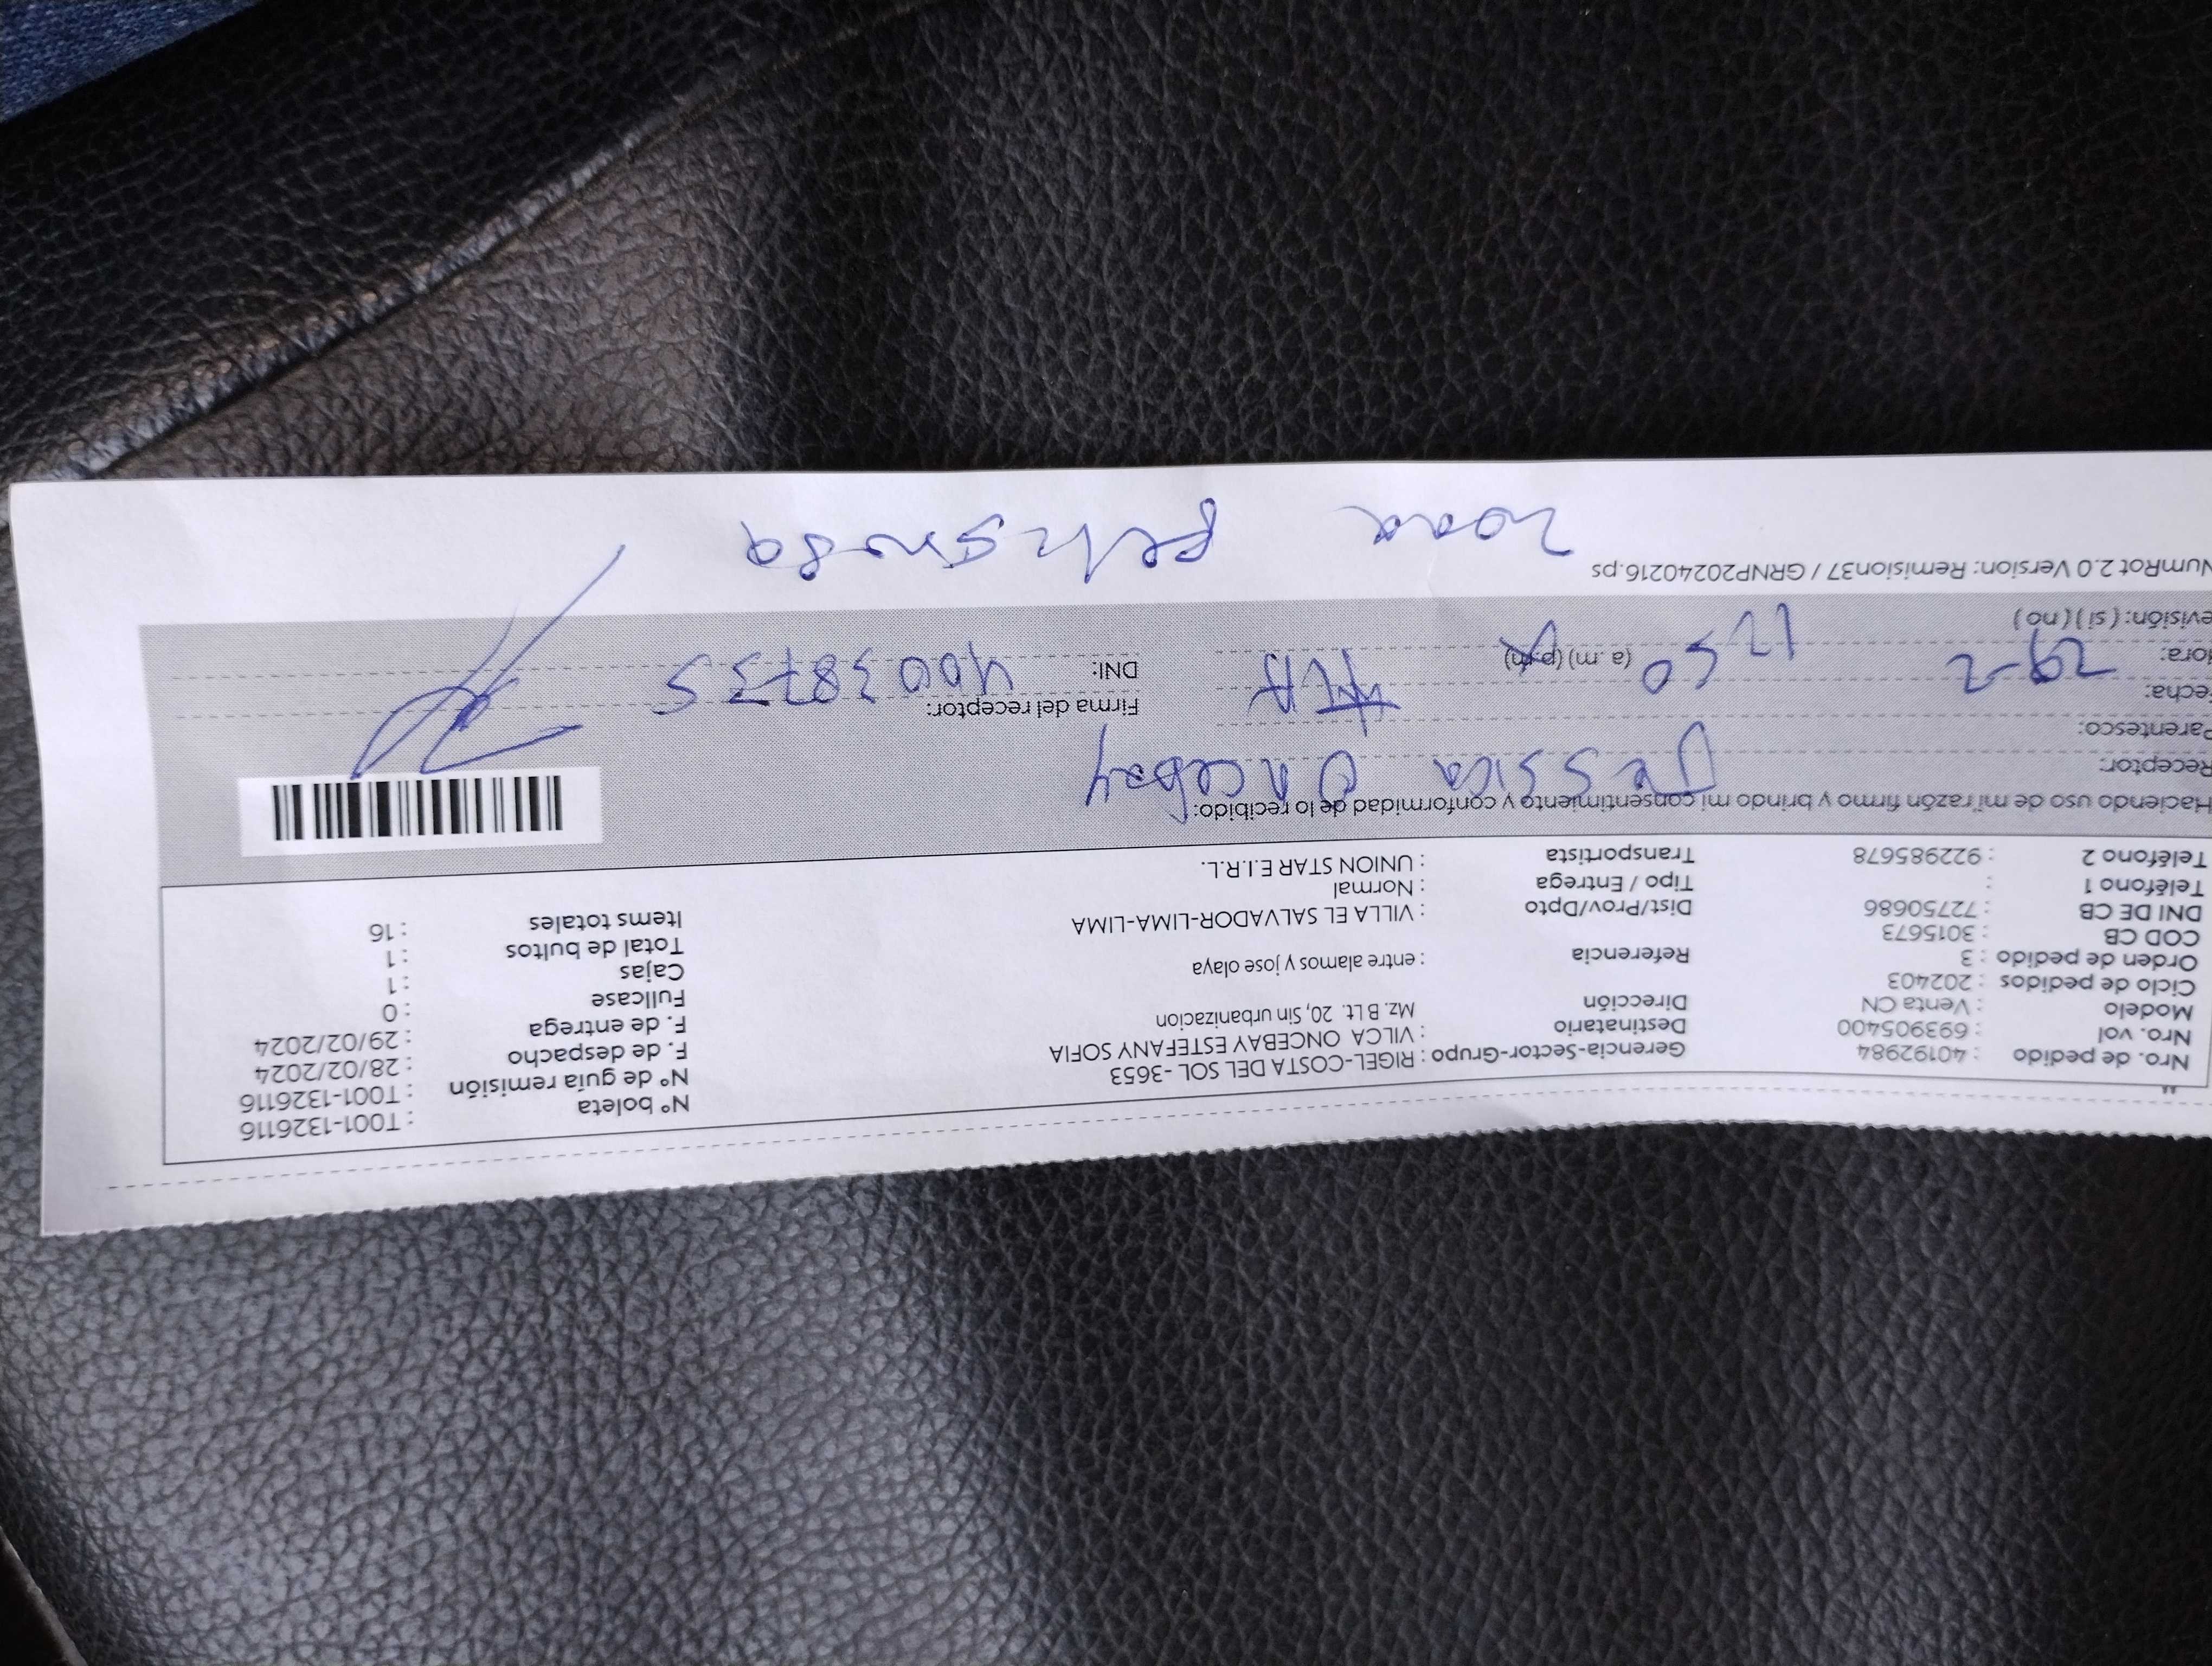 Nro. de pedido : 40192984 Gerencia-Sector-Grupo : RIGEL-COSTA DEL SOL -3653 N° boleta : T001-1326116
Nro. vol : 693905400 Destinatario : VILCA ONCEBAY ESTEFANY SOFIA N° de guía remisión : T001-1326116
Modelo : Venta CN Dirección Mz. B Lt. 20, Sin urbanizacion F. de despacho : 28/02/2024
Ciclo de pedidos : 202403 F. de entrega : 29/02/2024
Orden de pedido : 3 Referencia : entre alamos y jose olaya Fullcase : 0
COD CB : 3015673 Cajas : 1
DNI DE CB : 72750686 Dist/Prov/Dpto : VILLA EL SALVADOR-LIMA-LIMA Total de bultos : 1
Teléfono 1 : Tipo / Entrega : Normal Items totales : 16
Teléfono 2 : 922985678 Transportista : UNION STAR E.I.R.L.
Haciendo uso de mi razón firmo y brindo mi consentimiento y conformidad de lo recibido:
Receptor: Jessica Oncebay
Parentesco:
Fecha: 29-2 Firma del receptor:
Hora: 12 50 (a.m) (p.m) DNI: 40038735
evisión: ( si ) ( no )
NumRot 2.0 Version: Remision37 / GRNP20240216.ps
zona peligrosa